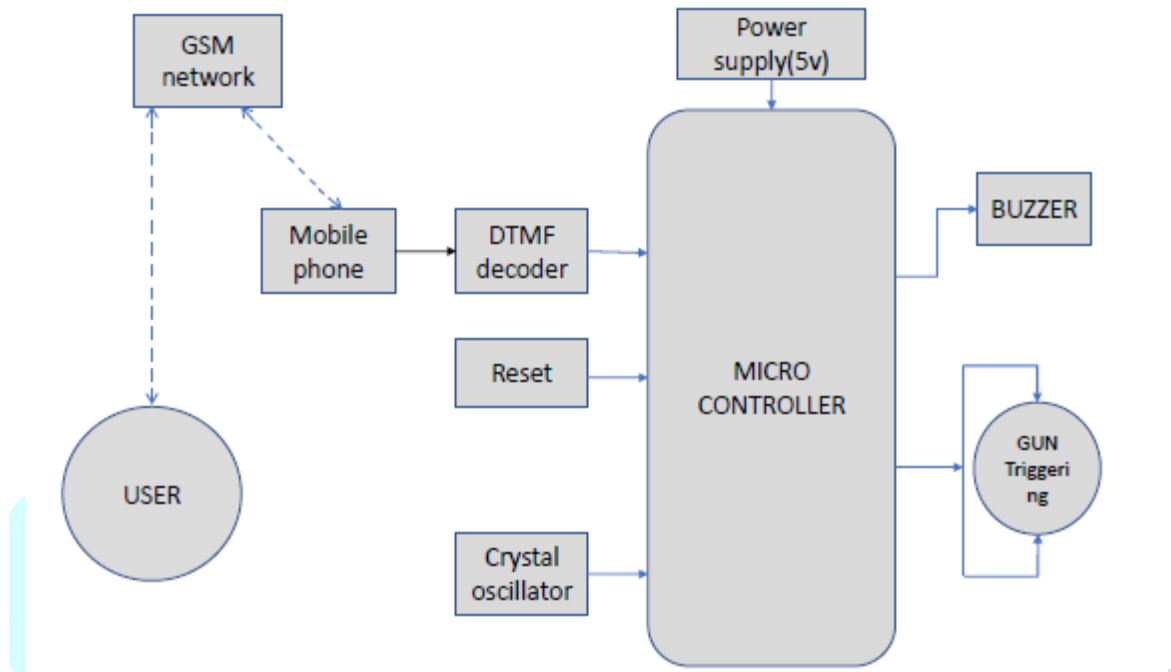 GSM
network
Power
supply(5v)
BUZZER
Mobile
phone
DTMF
decoder
Reset
MICRO
CONTROLLER
GUN
Triggeri
ng
USER
Crystal
oscillator